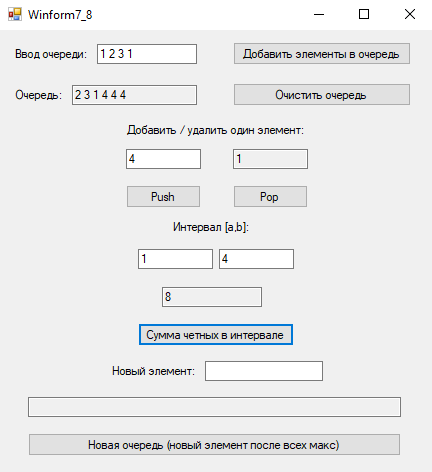 Winform7_8
Ввод очереди: 1 2 3 1 Добавить элементы в очередь
Очередь: 2 3 1 4 4 4 Очистить очередь
Добавить / удалить один элемент:
4 1
Push Pop
Интервал [a,b]:
1 4
8
Сумма четных в интервале
Новый элемент:
Новая очередь (новый элемент после всех макс)